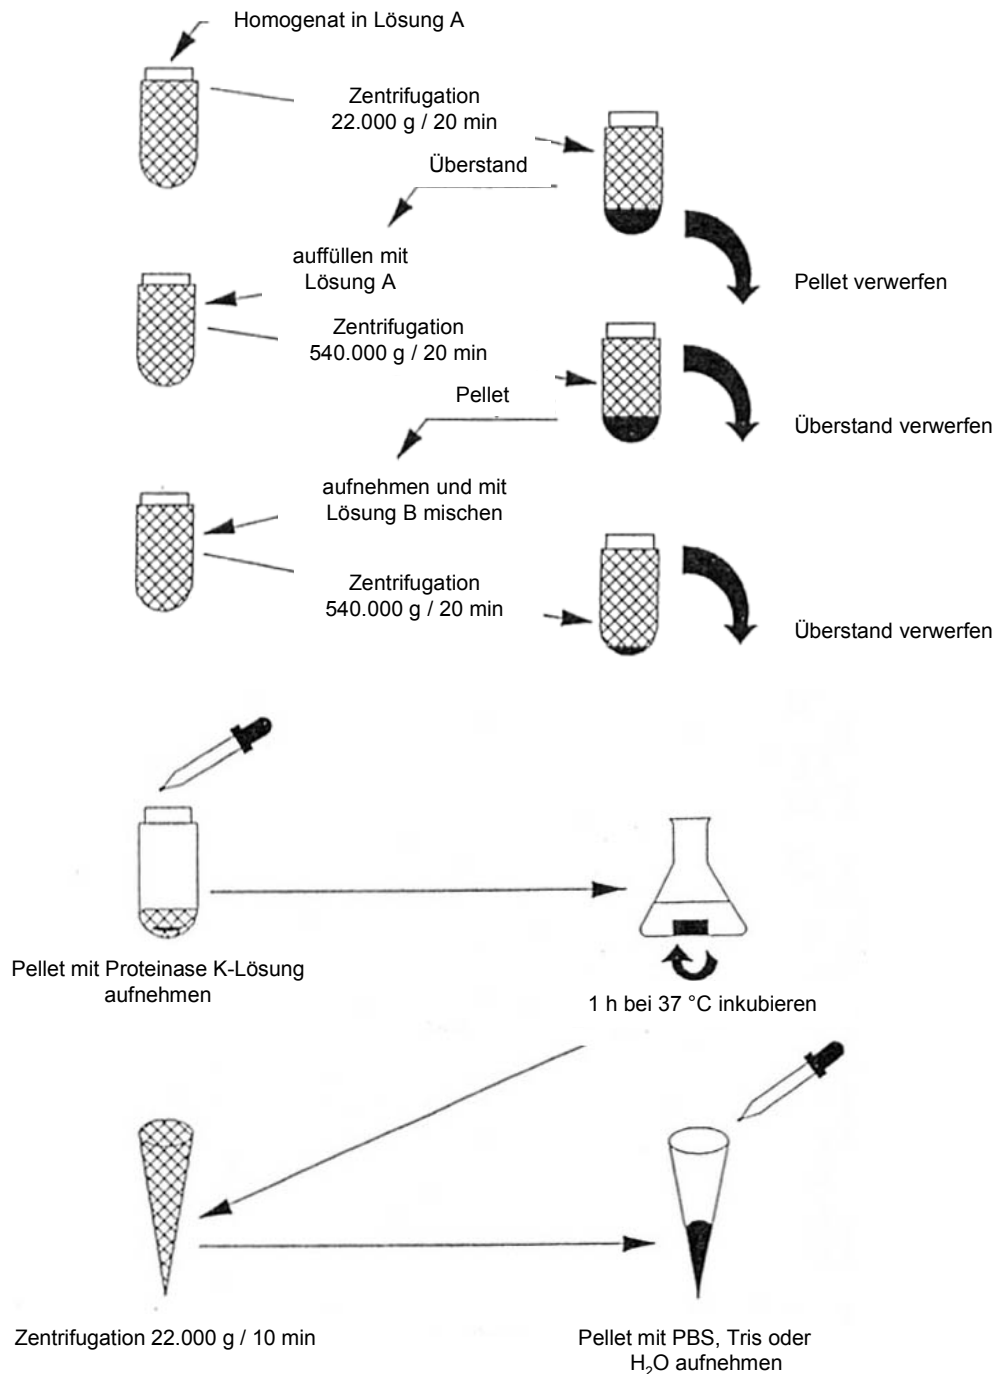 Homogenat in Lösung A
Zentrifugation
22.000 g / 20 min
Überstand
auffüllen mit
Lösung A
Pellet verwerfen
Zentrifugation
540.000 g / 20 min
Pellet
Überstand verwerfen
aufnehmen und mit
Lösung B mischen
Zentrifugation
540.000 g / 20 min
Überstand verwerfen
Pellet mit Proteinase K-Lösung
aufnehmen
1 h bei 37 °C inkubieren
Zentrifugation 22.000 g / 10 min
Pellet mit PBS, Tris oder
H₂O aufnehmen